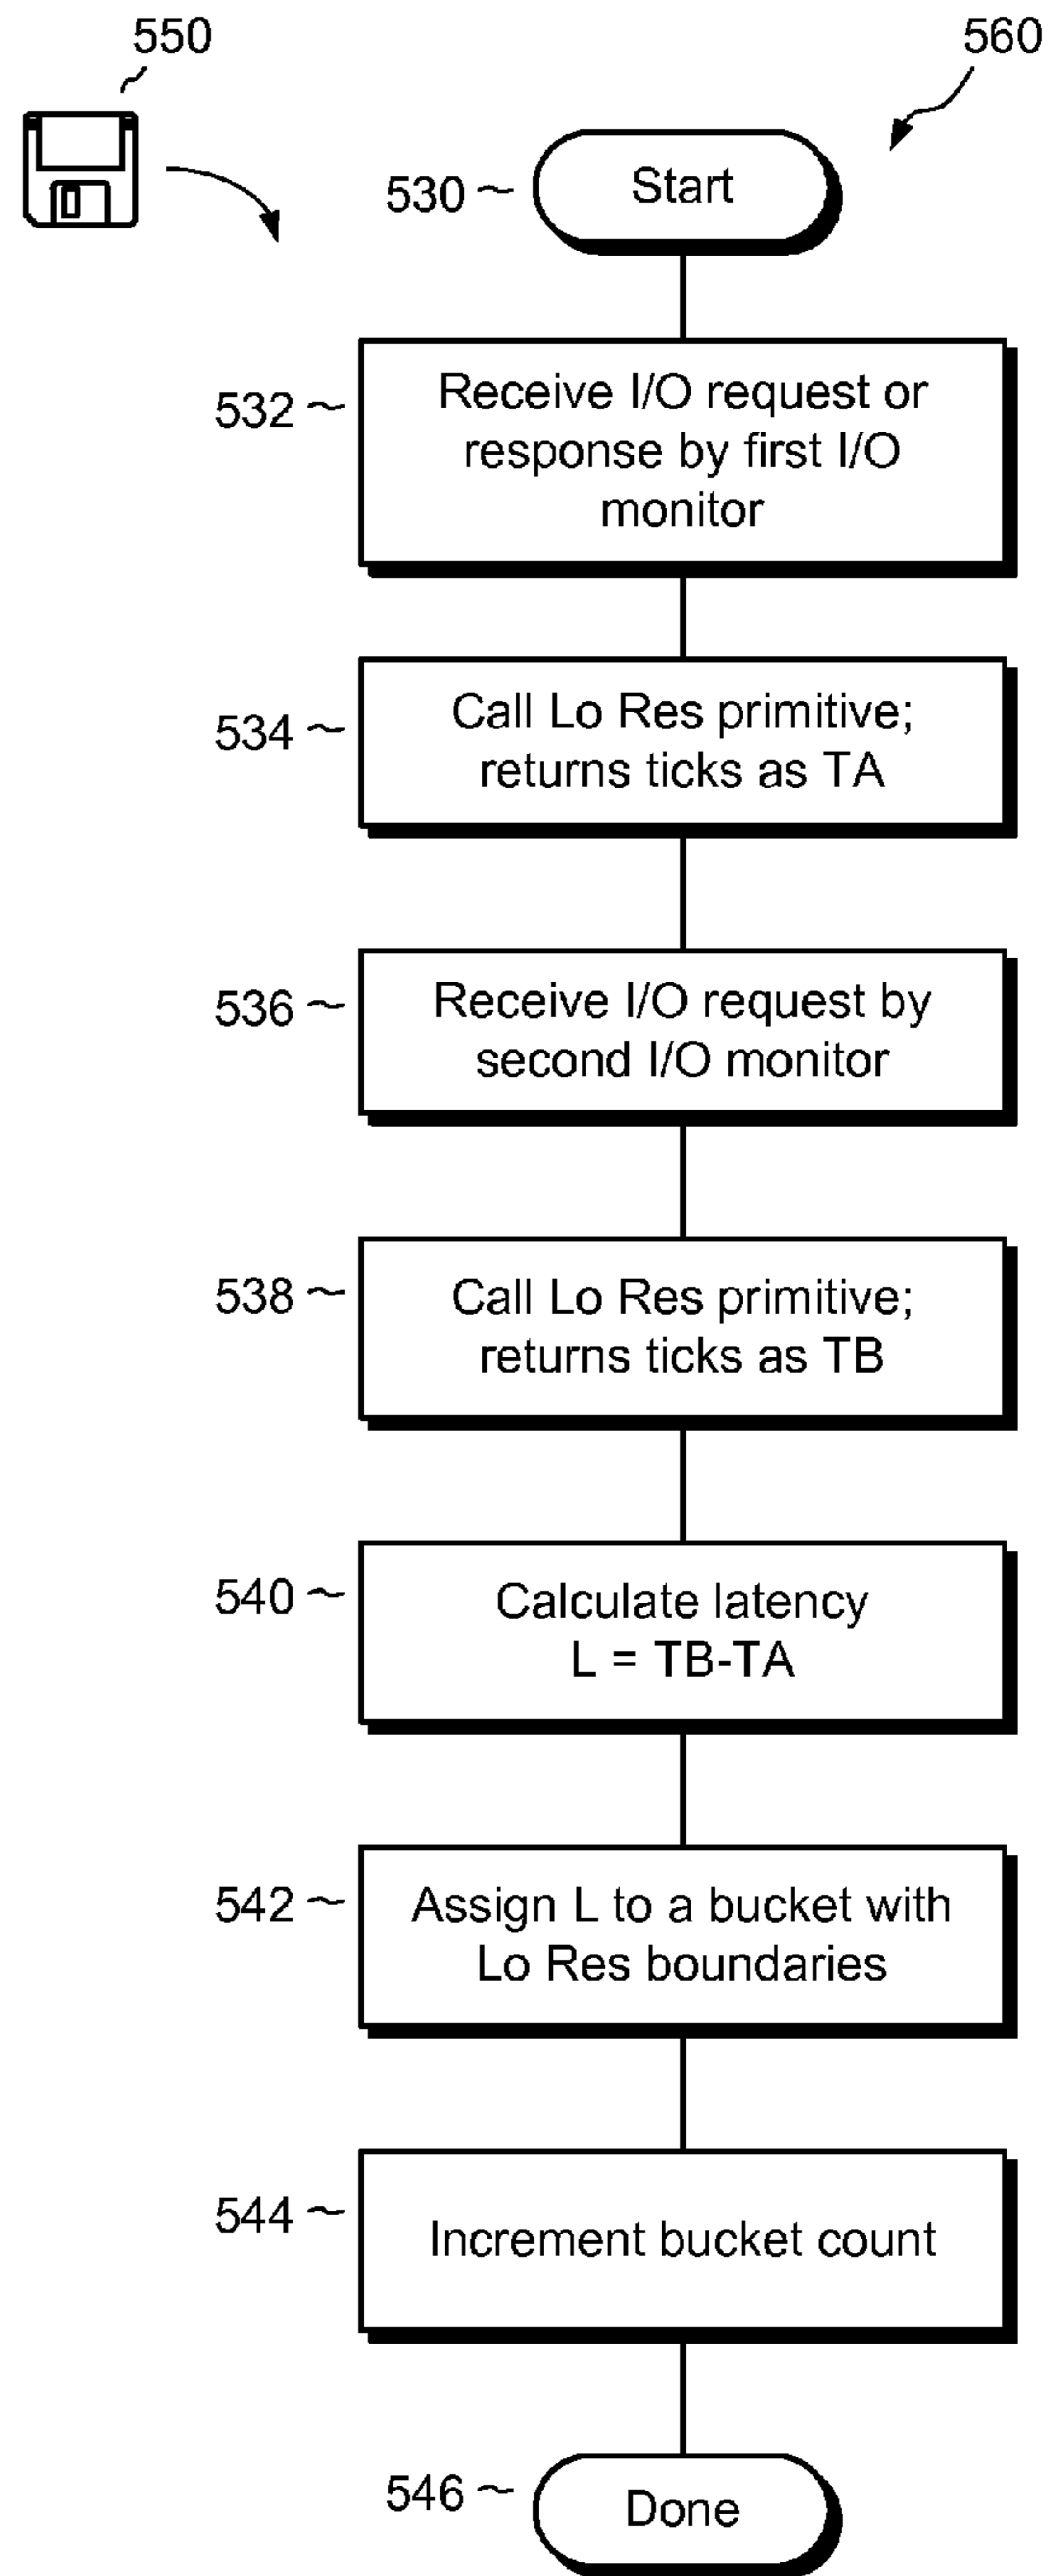 550
560
530
Start
532
Receive I/O request or
response by first I/O
monitor
534
Call Lo Res primitive;
returns ticks as TA
536
Receive I/O request by
second I/O monitor
538
Call Lo Res primitive;
returns ticks as TB
540
Calculate latency
L = TB-TA
542
Assign L to a bucket with
Lo Res boundaries
544
Increment bucket count
546
Done